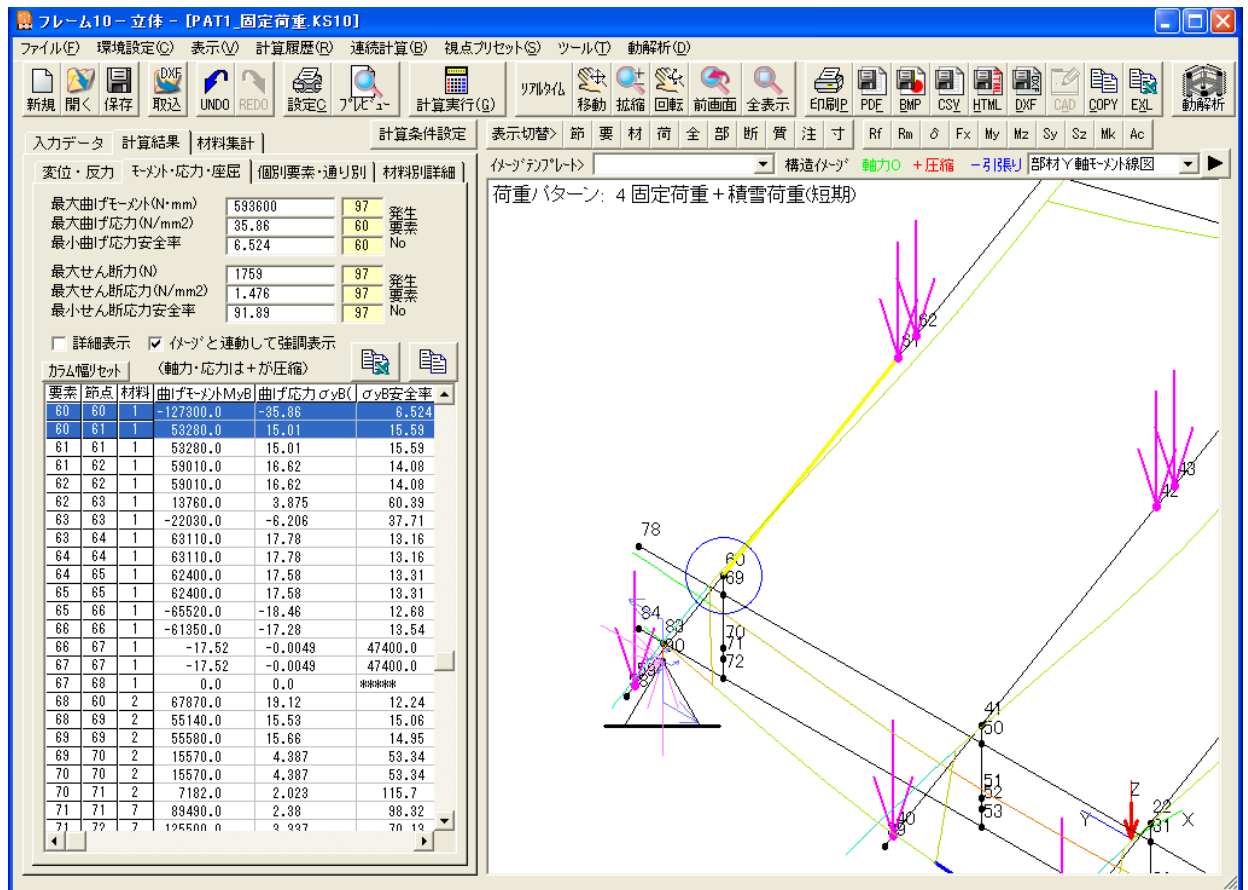 フレーム10－立体 － [PAT1_固定荷重.KS10]
ファイル(F) 環境設定(C) 表示(V) 計算履歴(R) 連続計算(B) 視点プリセット(S) ツール(T) 動解析(D)
新規 開く 保存 取込 UNDO REDO 設定C プレビュー 計算実行(G) リアルタイム 移動 拡縮 回転 前画面 全表示 印刷P PDF BMP CSV HTML DXF CAD COPY EXL 動解析
DXF
入力データ 計算結果 材料集計 計算条件設定
表示切替> 節 要 材 荷 全 部 断 質 注 寸 Rf Rm δ Fx My Mz Sy Sz Mk Ac
変位・反力 モーメント・応力・座屈 個別要素・通り別 材料別詳細
イメージテンプレート> 構造イメージ 軸力0 +圧縮 -引張り 部材Y軸モーメント線図
最大曲げモーメント(N・mm) 593600 97
最大曲げ応力(N/mm2) 35.86 60
最小曲げ応力安全率 6.524 60
発生
要素
No
最大せん断力(N) 1759 97
最大せん断応力(N/mm2) 1.476 97
最小せん断応力安全率 91.89 97
発生
要素
No
詳細表示 イメージと連動して強調表示
カラム幅リセット (軸力・応力は+が圧縮)
要素 節点 材料 曲げモーメントMyB 曲げ応力σyB( σyB安全率
60 60 1 -127300.0 -35.86 6.524
60 61 1 53280.0 15.01 15.59
61 61 1 53280.0 15.01 15.59
61 62 1 59010.0 16.62 14.08
62 62 1 59010.0 16.62 14.08
62 63 1 13760.0 3.875 60.39
63 63 1 -22030.0 -6.206 37.71
63 64 1 63110.0 17.78 13.16
64 64 1 63110.0 17.78 13.16
64 65 1 62400.0 17.58 13.31
65 65 1 62400.0 17.58 13.31
65 66 1 -65520.0 -18.46 12.68
66 66 1 -61350.0 -17.28 13.54
66 67 1 -17.52 -0.0049 47400.0
67 67 1 -17.52 -0.0049 47400.0
67 68 1 0.0 0.0 *****
68 60 2 67870.0 19.12 12.24
68 69 2 55140.0 15.53 15.06
69 69 2 55580.0 15.66 14.95
69 70 2 15570.0 4.387 53.34
70 70 2 15570.0 4.387 53.34
70 71 2 7182.0 2.023 115.7
71 71 7 89490.0 2.38 98.32
71 72 7 125500.0 3.337 70.13
荷重パターン: 4 固定荷重＋積雪荷重(短期)
62
61
43
42
78
60
69
84
83
90
70
71
72
59
41
50
51
52
53
40
39
Z
Y
X
22
31